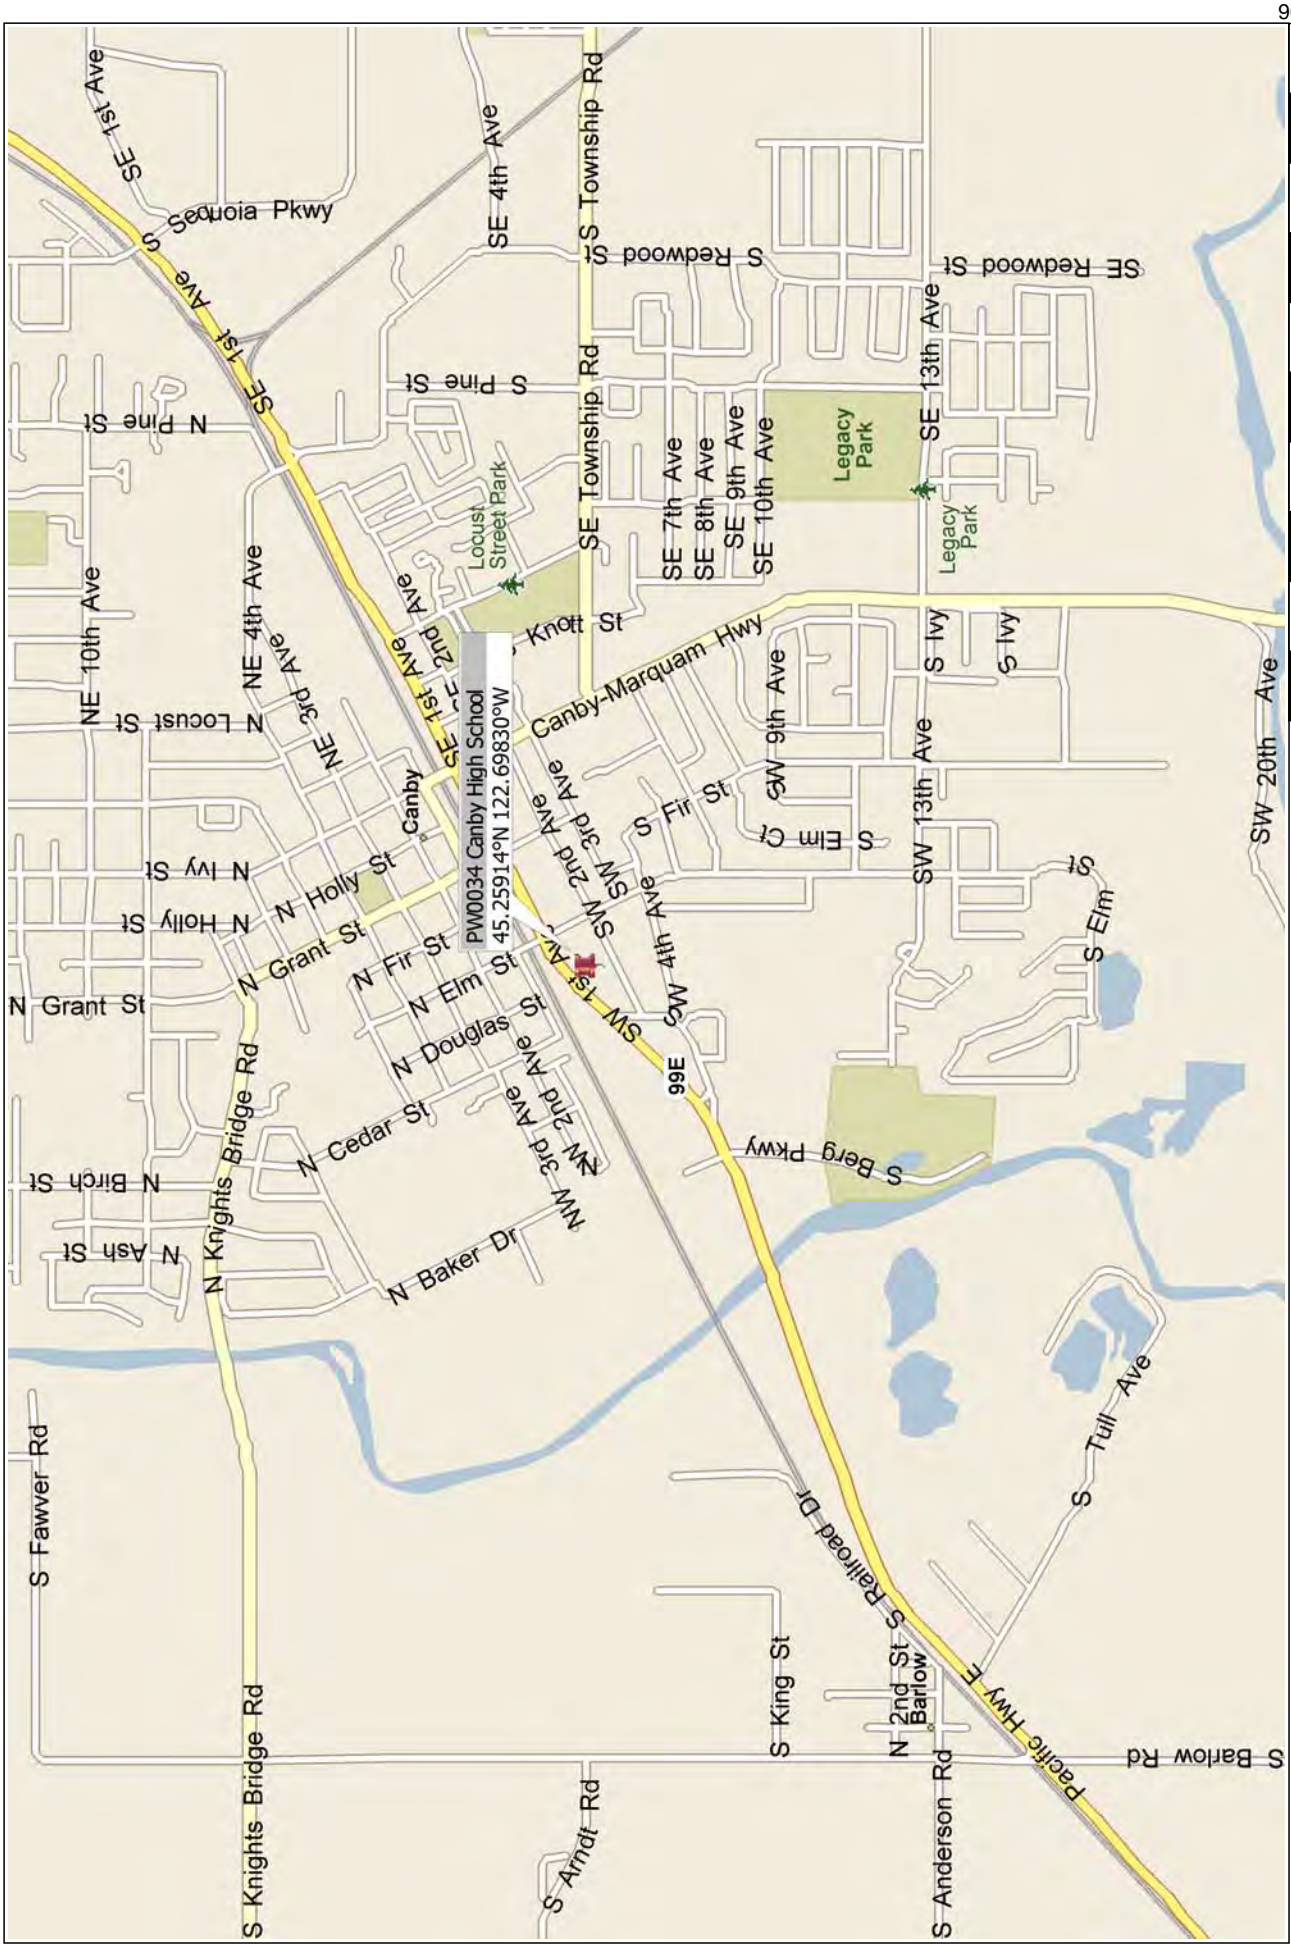 9
SE 1st Ave
S Sequoia Pkwy
SE 4th Ave
S Township Rd
SE 1st Ave
S Redwood St
SE Redwood St
N Pine St
S Pine St
SE Township Rd
SE 13th Ave
Legacy
Park
Legacy
Park
Locust
Street Park
SE 7th Ave
SE 8th Ave
SE 9th Ave
SE 10th Ave
NE 10th Ave
NE 4th Ave
NE 3rd Ave
SE 2nd Ave
SE 1st Ave
Knott St
Canby-Marquam Hwy
S Ivy
S Ivy
N Locust St
Canby
PW0034 Canby High School
45.25914°N 122.69830°W
SW 9th Ave
SW 13th Ave
SW 20th Ave
S Fir St
S Elm Ct
S Elm
St
SW 2nd Ave
SW 3rd Ave
SW 4th Ave
N Ivy St
N Holly St
N Holly St
N Grant St
N Grant St
N Fir St
N Elm St
N Douglas St
SW 1st Ave
99E
N Knights Bridge Rd
N Cedar St
NW 3rd Ave
NW 2nd Ave
N Birch St
N Ash St
N Baker Dr
S Berg Pkwy
S Fawver Rd
S Tull Ave
S Railroad Dr
S King St
N 2nd St
Barlow
Pacific Hwy E
S Barlow Rd
S Knights Bridge Rd
S Arndt Rd
S Anderson Rd